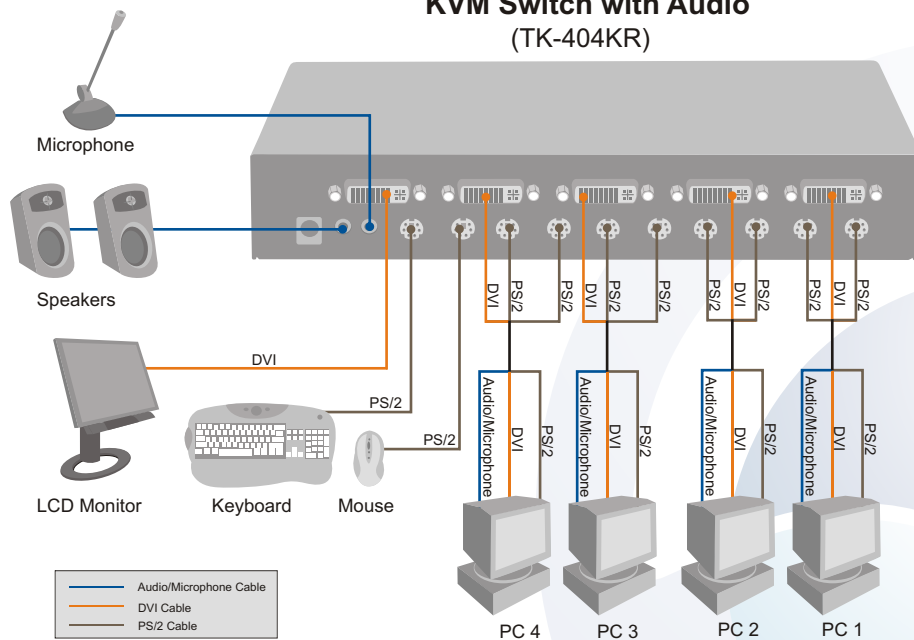 KVM Switch with Audio
(TK-404KR)
Microphone
Speakers
DVI
PS/2
PS/2
LCD Monitor
Keyboard
Mouse
DVI
PS/2
PS/2
DVI
PS/2
PS/2
PS/2
DVI
PS/2
PS/2
DVI
PS/2
Audio/Microphone
DVI
PS/2
Audio/Microphone
DVI
PS/2
Audio/Microphone
DVI
PS/2
Audio/Microphone
DVI
PS/2
PC 4
PC 3
PC 2
PC 1
Audio/Microphone Cable
DVI Cable
PS/2 Cable